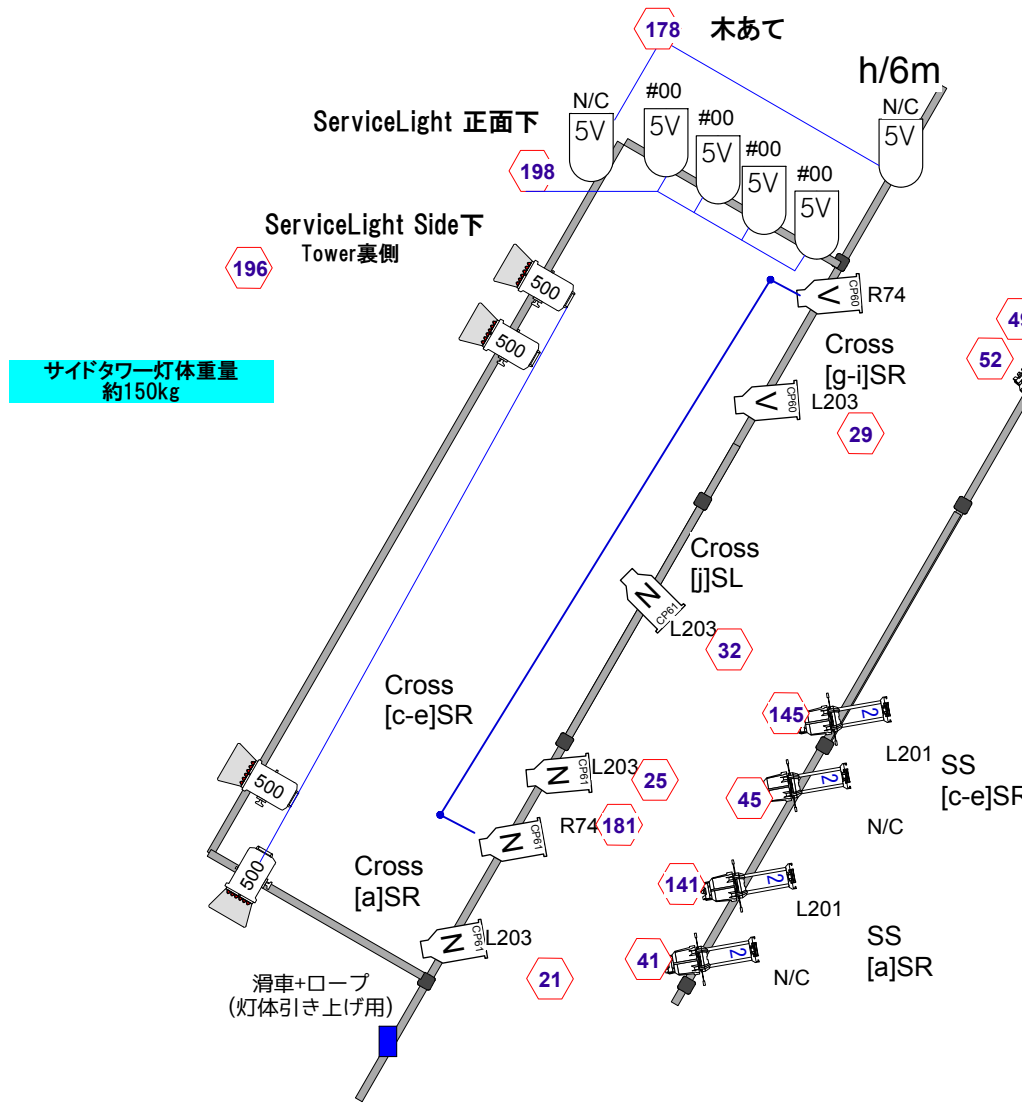 178
木あて
h/6m
N/C
#00
#00
#00
#00
N/C
5V
5V
5V
5V
5V
5V
ServiceLight 正面下
198
ServiceLight Side下
Tower裏側
196
500
500
サイドタワー灯体重量
約150kg
V
CP60
R74
Cross
[g-i]SR
V
CP60
L203
29
52
Cross
[j]SL
N
CP61
L203
32
Cross
[c-e]SR
145
2
L201
SS
[c-e]SR
45
2
N/C
500
N
CP61
L203
25
N
CP61
R74
181
500
Cross
[a]SR
141
2
L201
N
CP61
L203
21
41
2
N/C
SS
[a]SR
滑車+ロープ
(灯体引き上げ用)